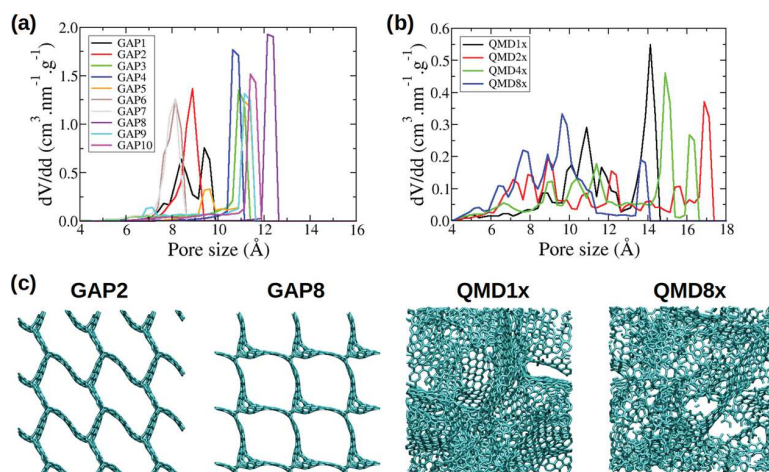 (a)
dV/dd (cm³.nm⁻¹.g⁻¹)
2.0
1.5
1.0
0.5
0.0
GAP1
GAP2
GAP3
GAP4
GAP5
GAP6
GAP7
GAP8
GAP9
GAP10
4 6 8 10 12 14 16
Pore size (Å)
(b)
dV/dd (cm³.nm⁻¹.g⁻¹)
0.6
0.5
0.4
0.3
0.2
0.1
0.0
QMD1x
QMD2x
QMD4x
QMD8x
4 6 8 10 12 14 16 18
Pore size (Å)
(c) GAP2 GAP8 QMD1x QMD8x